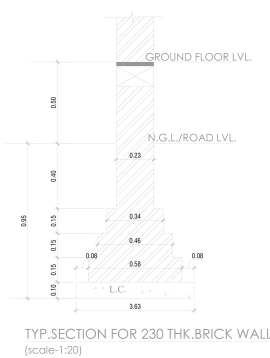 GROUND FLOOR LVL.
0.50
N.G.L./ROAD LVL.
0.23
0.40
0.95
0.34
0.15
0.46
0.15
0.08
0.08
0.58
0.15
L.C.
0.10
3.63
TYP.SECTION FOR 230 THK.BRICK WALL
(scale-1:20)